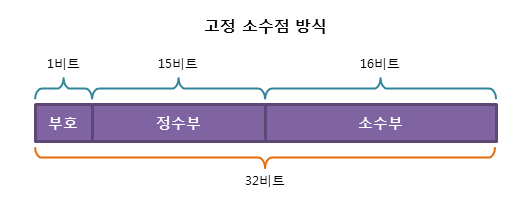 고정 소수점 방식
1비트 15비트 16비트
부호 정수부 소수부
32비트